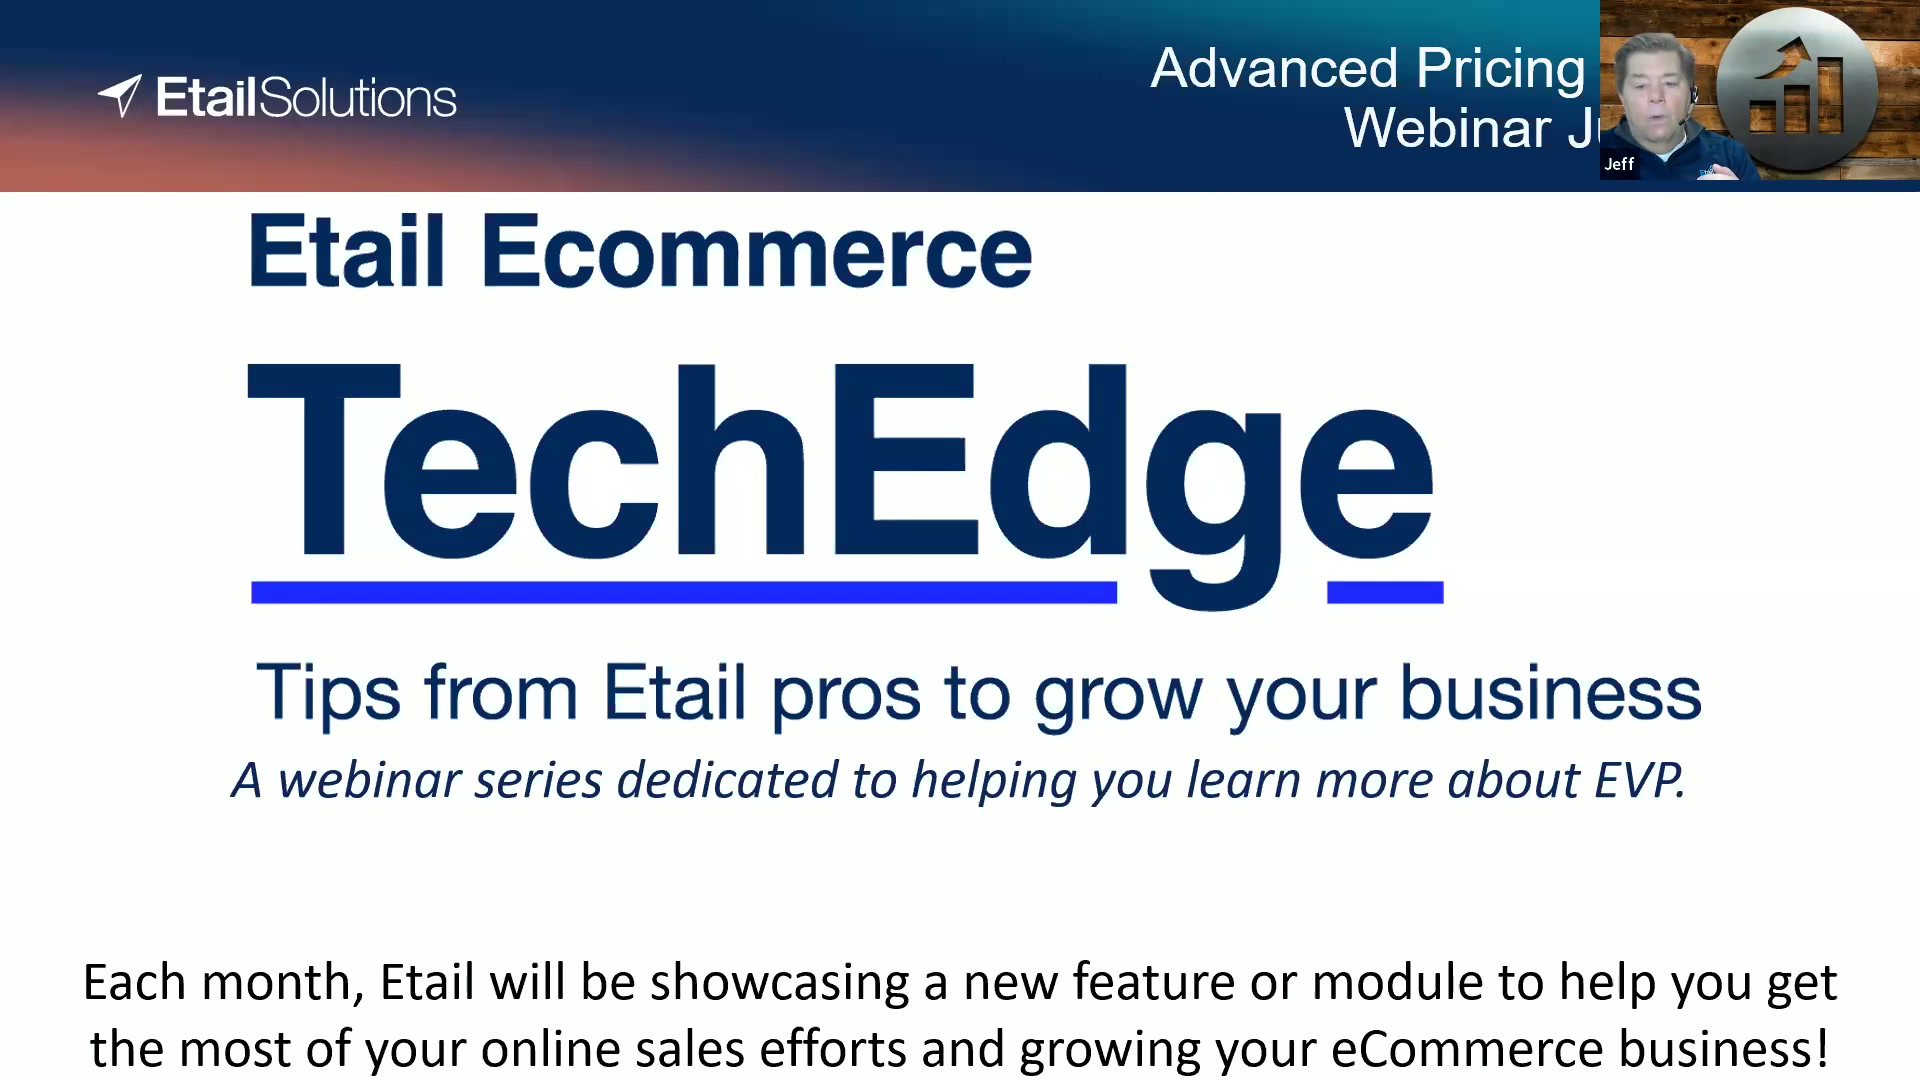 EtailSolutions
Advanced Pricing
Webinar
Jeff
Etail Ecommerce
TechEdge
Tips from Etail pros to grow your business
A webinar series dedicated to helping you learn more about EVP.
Each month, Etail will be showcasing a new feature or module to help you get
the most of your online sales efforts and growing your eCommerce business!